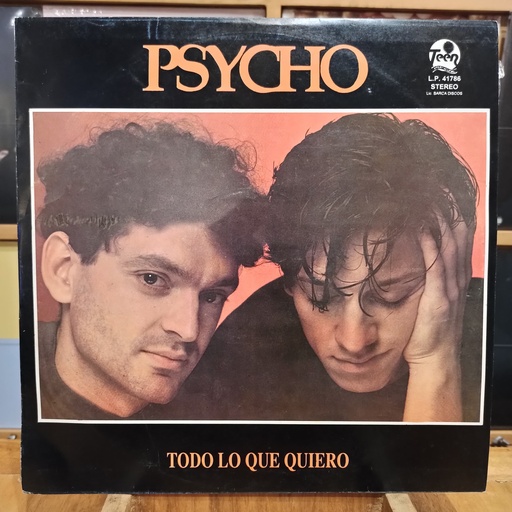 PSYCHO
Teen
L.P. 41786
STEREO
Lic. BARCA DISCOS
TODO LO QUE QUIERO